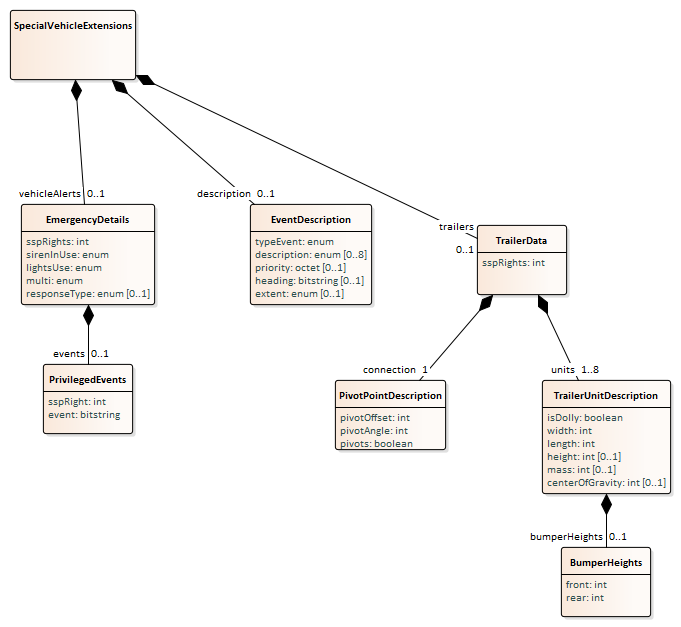 SpecialVehicleExtensions
vehicleAlerts 0..1
description 0..1
trailers
0..1
EmergencyDetails
sspRights: int
sirenInUse: enum
lightsUse: enum
multi: enum
responseType: enum [0..1]
EventDescription
typeEvent: enum
description: enum [0..8]
priority: octet [0..1]
heading: bitstring [0..1]
extent: enum [0..1]
TrailerData
sspRights: int
events 0..1
connection 1
units 1..8
PrivilegedEvents
sspRight: int
event: bitstring
PivotPointDescription
pivotOffset: int
pivotAngle: int
pivots: boolean
TrailerUnitDescription
isDolly: boolean
width: int
length: int
height: int [0..1]
mass: int [0..1]
centerOfGravity: int [0..1]
bumperHeights 0..1
BumperHeights
front: int
rear: int